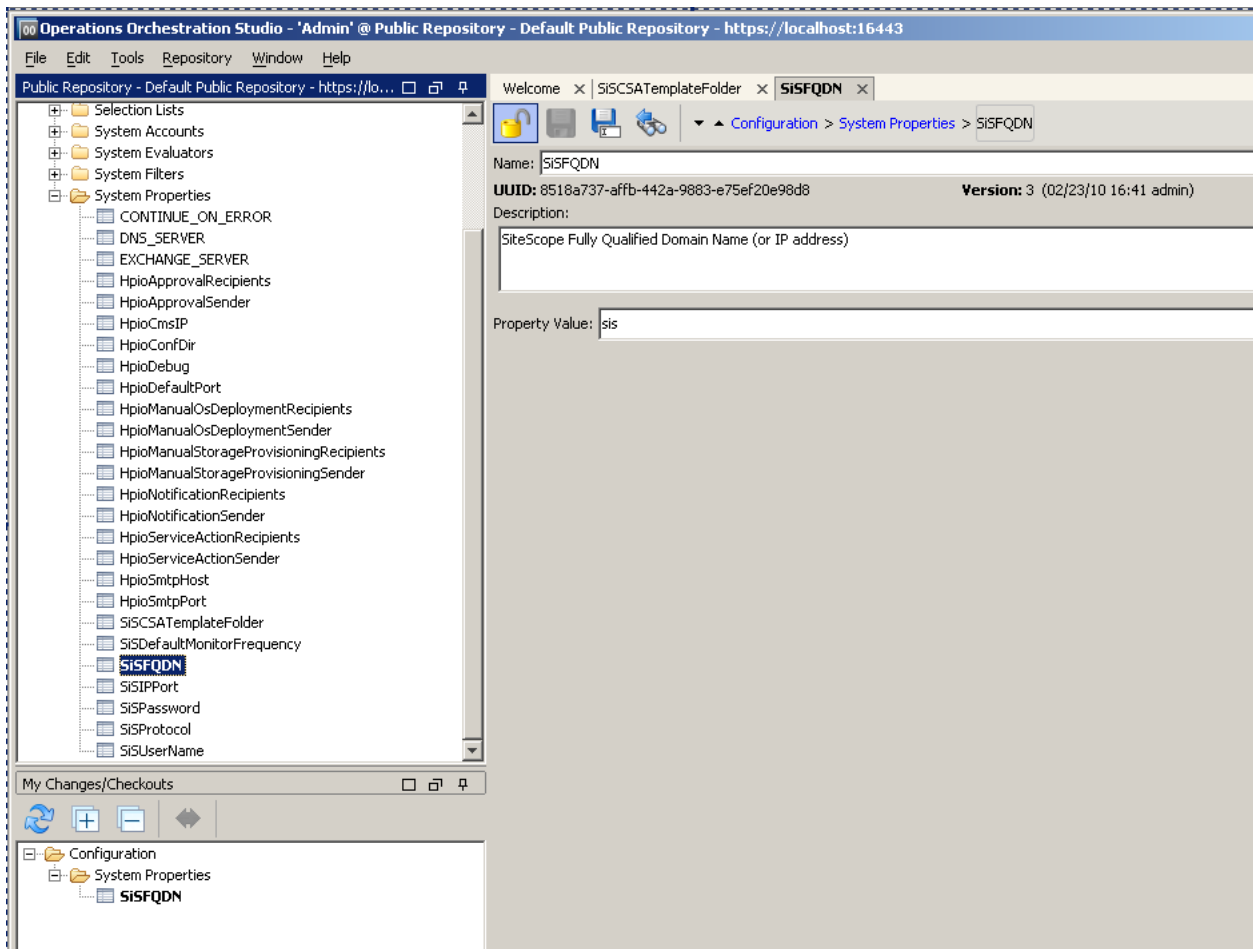 Operations Orchestration Studio - 'Admin' @ Public Repository - Default Public Repository - https://localhost:16443
File Edit Tools Repository Window Help
Public Repository - Default Public Repository - https://lo...
Selection Lists
System Accounts
System Evaluators
System Filters
System Properties
CONTINUE_ON_ERROR
DNS_SERVER
EXCHANGE_SERVER
HpioApprovalRecipients
HpioApprovalSender
HpioCmsIP
HpioConfDir
HpioDebug
HpioDefaultPort
HpioManualOsDeploymentRecipients
HpioManualOsDeploymentSender
HpioManualStorageProvisioningRecipients
HpioManualStorageProvisioningSender
HpioNotificationRecipients
HpioNotificationSender
HpioServiceActionRecipients
HpioServiceActionSender
HpioSmtpHost
HpioSmtpPort
SiSCSATemplateFolder
SiSDefaultMonitorFrequency
SiSFQDN
SiSIPPort
SiSPassword
SiSProtocol
SiSUserName
My Changes/Checkouts
Configuration
System Properties
SiSFQDN
Welcome SiSCSATemplateFolder SiSFQDN
Configuration > System Properties > SiSFQDN
Name: SiSFQDN
UUID: 8518a737-affb-442a-9883-e75ef20e98d8 Version: 3 (02/23/10 16:41 admin)
Description:
SiteScope Fully Qualified Domain Name (or IP address)
Property Value: sis